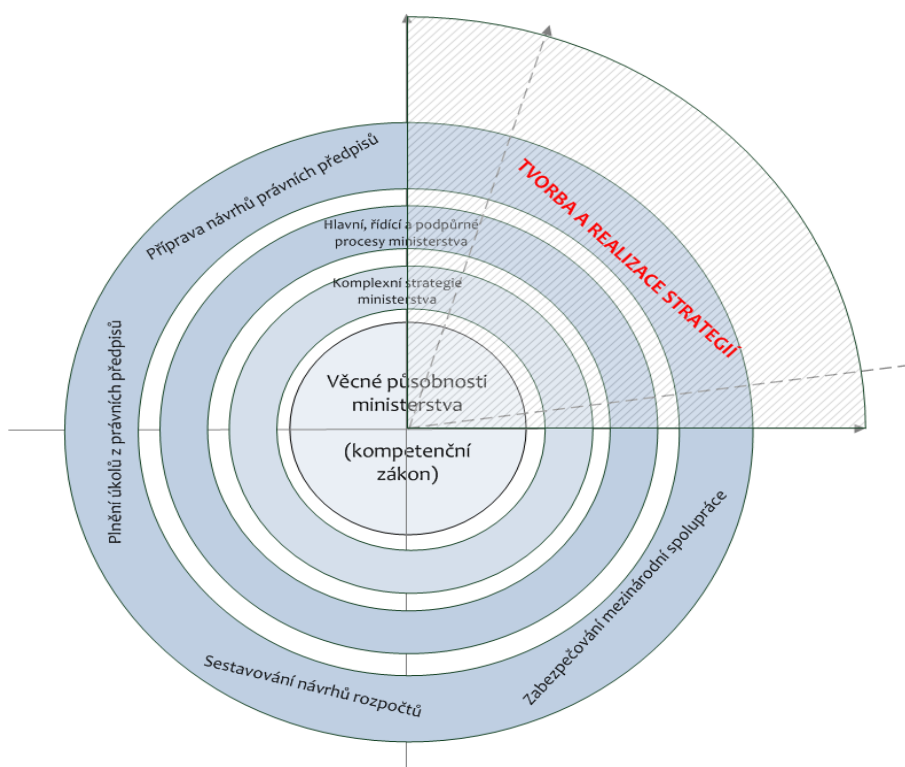 Příprava návrhů právních předpisů
TVORBA A REALIZACE STRATEGIÍ
Hlavní, řídící a podpůrné
procesy ministerstva
Komplexní strategie
ministerstva
Věcné působnosti
ministerstva
(kompetenční
zákon)
Plnění úkolů z právních předpisů
Zabezpečování mezinárodní spolupráce
Sestavování návrhů rozpočtů